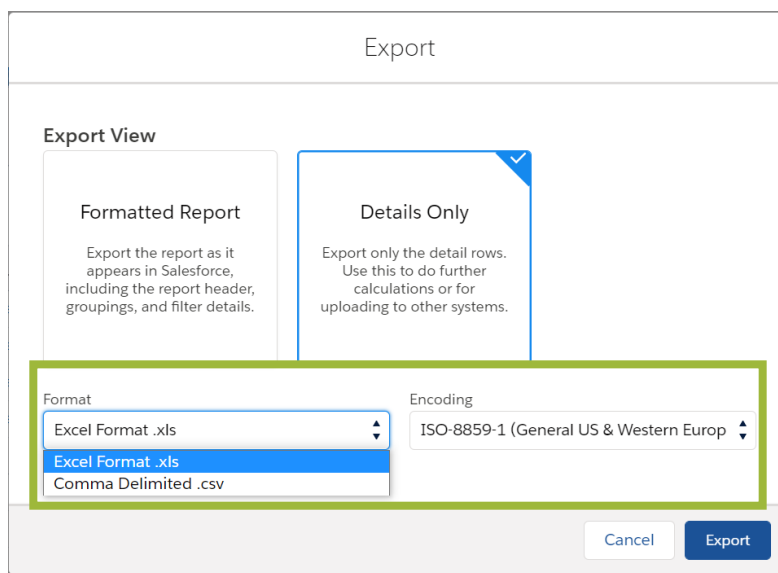 Export
Export View
Formatted Report
Export the report as it
appears in Salesforce,
including the report header,
groupings, and filter details.
Details Only
Export only the detail rows.
Use this to do further
calculations or for
uploading to other systems.
Format
Excel Format .xls
Excel Format .xls
Comma Delimited .csv
Encoding
ISO-8859-1 (General US & Western Europ
Cancel
Export